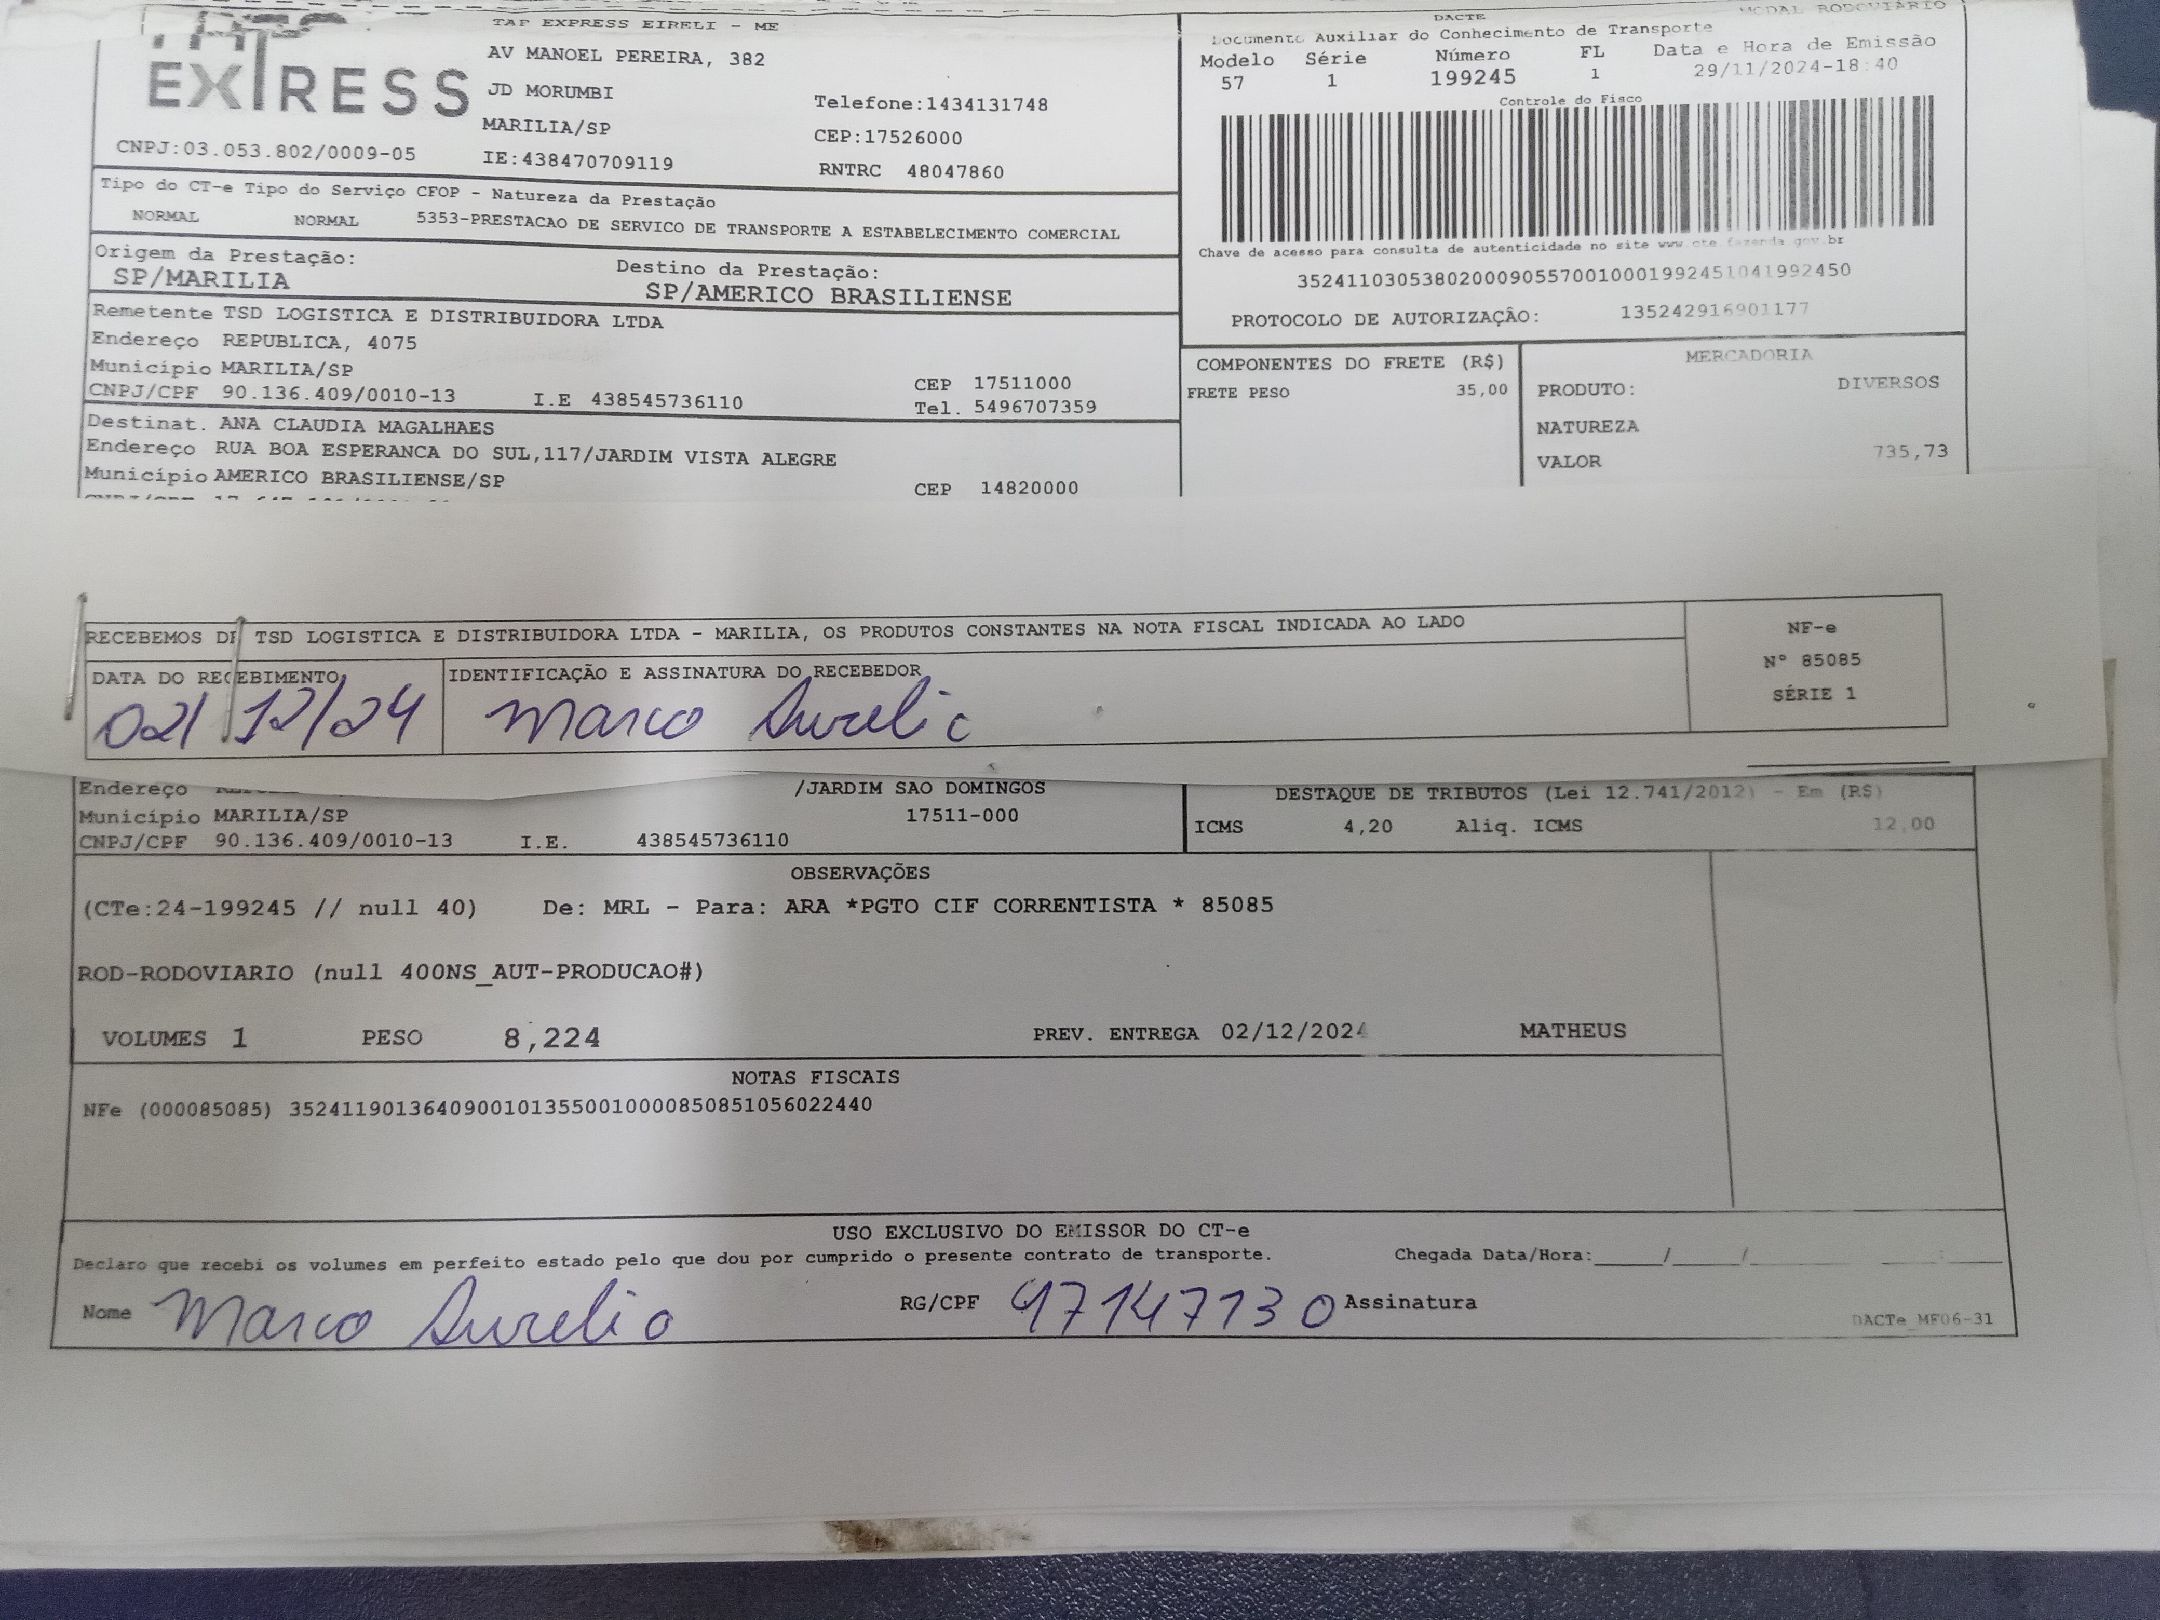 TAF EXPRESS EIRELI - ME
EXPRESS
AV MANOEL PEREIRA, 382
JD MORUMBI
Telefone:1434131748
MARILIA/SP
CEP:17526000
CNPJ:03.053.802/0009-05
IE:438470709119
RNTRC 48047860
DACTE
MODAL RODOVIÁRIO
Documento Auxiliar do Conhecimento de Transporte
Modelo Série Número FL Data e Hora de Emissão
57 1 199245 1 29/11/2024-18:40
Controle do Fisco
Chave de acesso para consulta de autenticidade no site www.cte.fazenda.gov.br
35241103053802000905570010001992451041992450
PROTOCOLO DE AUTORIZAÇÃO: 135242916901177
Tipo do CT-e Tipo do Serviço CFOP - Natureza da Prestação
NORMAL NORMAL 5353-PRESTACAO DE SERVICO DE TRANSPORTE A ESTABELECIMENTO COMERCIAL
Origem da Prestação: Destino da Prestação:
SP/MARILIA SP/AMERICO BRASILIENSE
Remetente TSD LOGISTICA E DISTRIBUIDORA LTDA
Endereço REPUBLICA, 4075
Município MARILIA/SP CEP 17511000
CNPJ/CPF 90.136.409/0010-13 I.E 438545736110 Tel. 5496707359
Destinat. ANA CLAUDIA MAGALHAES
Endereço RUA BOA ESPERANCA DO SUL,117/JARDIM VISTA ALEGRE
Município AMERICO BRASILIENSE/SP CEP 14820000
COMPONENTES DO FRETE (R$)
FRETE PESO 35,00
MERCADORIA
PRODUTO: DIVERSOS
NATUREZA
VALOR 735,73
RECEBEMOS DE TSD LOGISTICA E DISTRIBUIDORA LTDA - MARILIA, OS PRODUTOS CONSTANTES NA NOTA FISCAL INDICADA AO LADO
NF-e
Nº 85085
SÉRIE 1
DATA DO RECEBIMENTO
02/12/24
IDENTIFICAÇÃO E ASSINATURA DO RECEBEDOR
Marco Aurelio
Endereço /JARDIM SAO DOMINGOS
Município MARILIA/SP 17511-000
CNPJ/CPF 90.136.409/0010-13 I.E. 438545736110
DESTAQUE DE TRIBUTOS (Lei 12.741/2012) - Em (R$)
ICMS 4,20 Aliq. ICMS 12,00
OBSERVAÇÕES
(CTe:24-199245 // null 40) De: MRL - Para: ARA *PGTO CIF CORRENTISTA * 85085
ROD-RODOVIARIO (null 400NS_AUT-PRODUCAO#)
VOLUMES 1 PESO 8,224 PREV. ENTREGA 02/12/2024 MATHEUS
NOTAS FISCAIS
NFe (000085085) 35241190136409001013550010000850851056022440
USO EXCLUSIVO DO EMISSOR DO CT-e
Declaro que recebi os volumes em perfeito estado pelo que dou por cumprido o presente contrato de transporte. Chegada Data/Hora:_____/_____/_____
Nome Marco Aurelio RG/CPF 97147130 Assinatura
DACTe_MF06-31